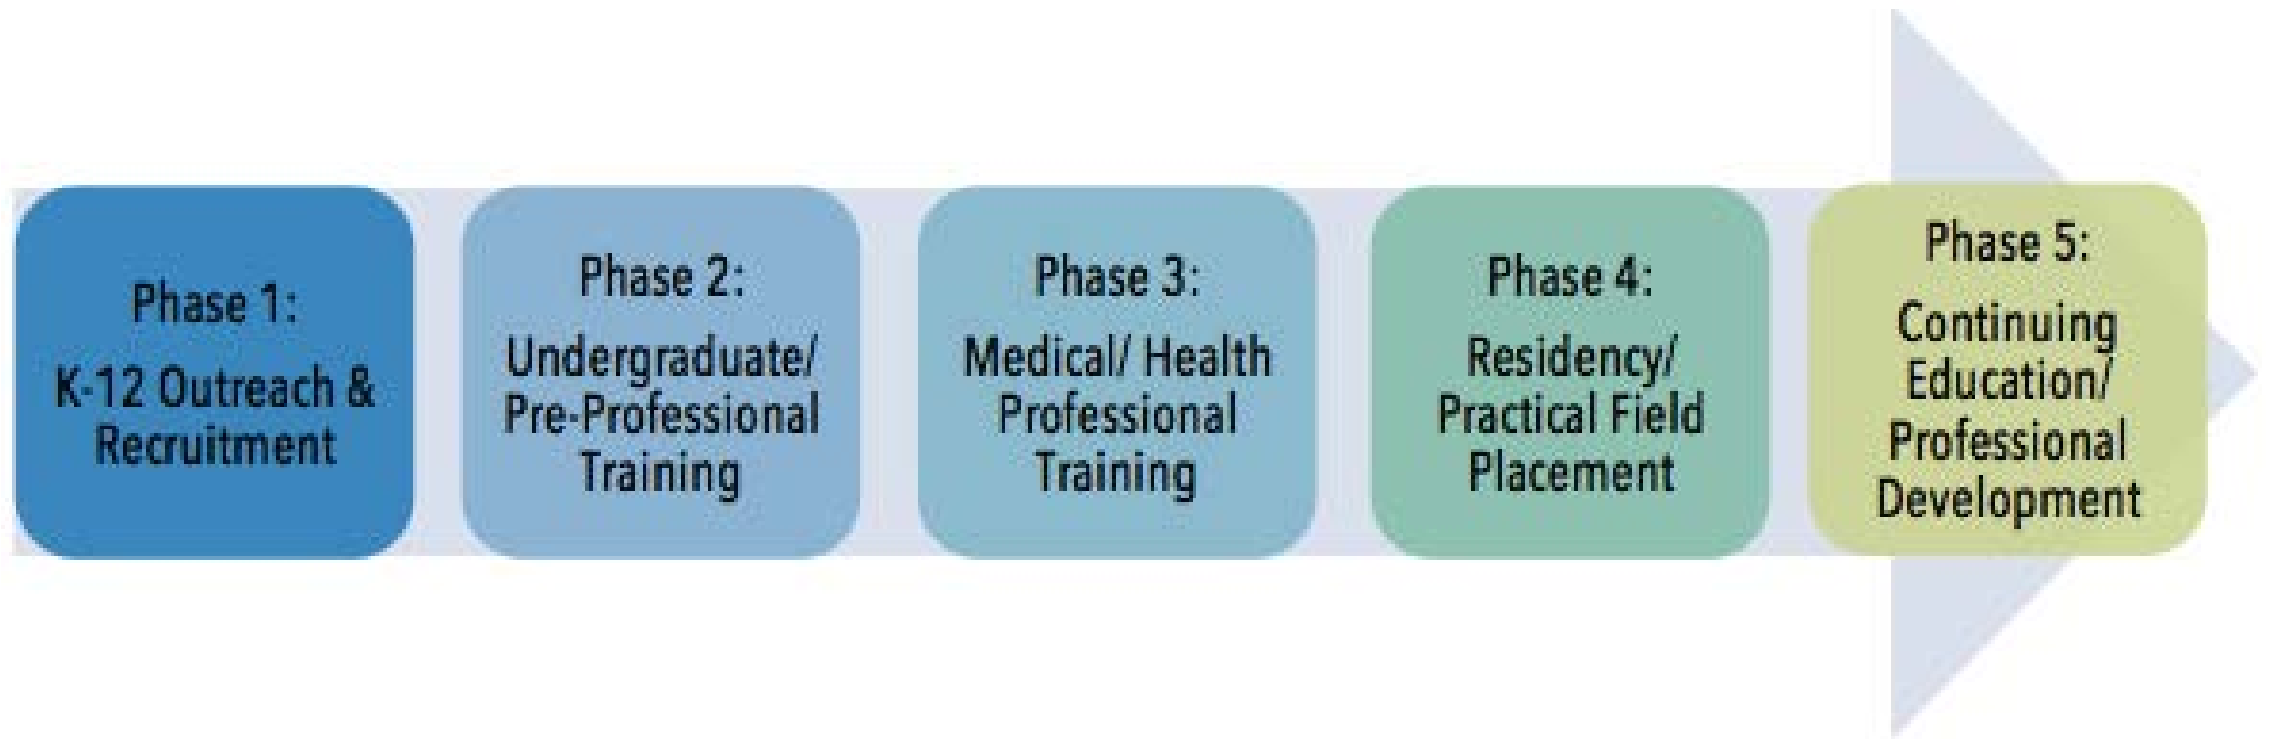 Phase 1:
K-12 Outreach &
Recruitment
Phase 2:
Undergraduate/
Pre-Professional
Training
Phase 3:
Medical/ Health
Professional
Training
Phase 4:
Residency/
Practical Field
Placement
Phase 5:
Continuing
Education/
Professional
Development